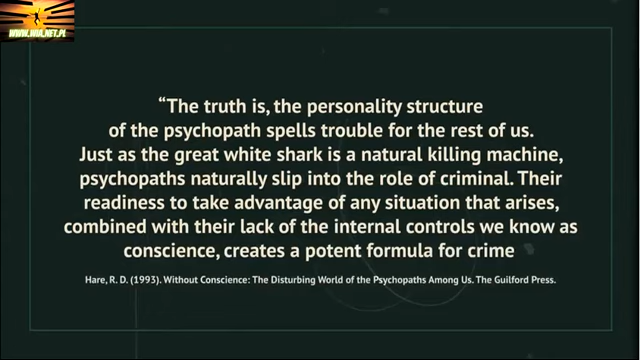 WWW.WIA.NET.PL
“The truth is, the personality structure
of the psychopath spells trouble for the rest of us.
Just as the great white shark is a natural killing machine,
psychopaths naturally slip into the role of criminal. Their
readiness to take advantage of any situation that arises,
combined with their lack of the internal controls we know as
conscience, creates a potent formula for crime
Hare, R. D. (1993). Without Conscience: The Disturbing World of the Psychopaths Among Us. The Guilford Press.